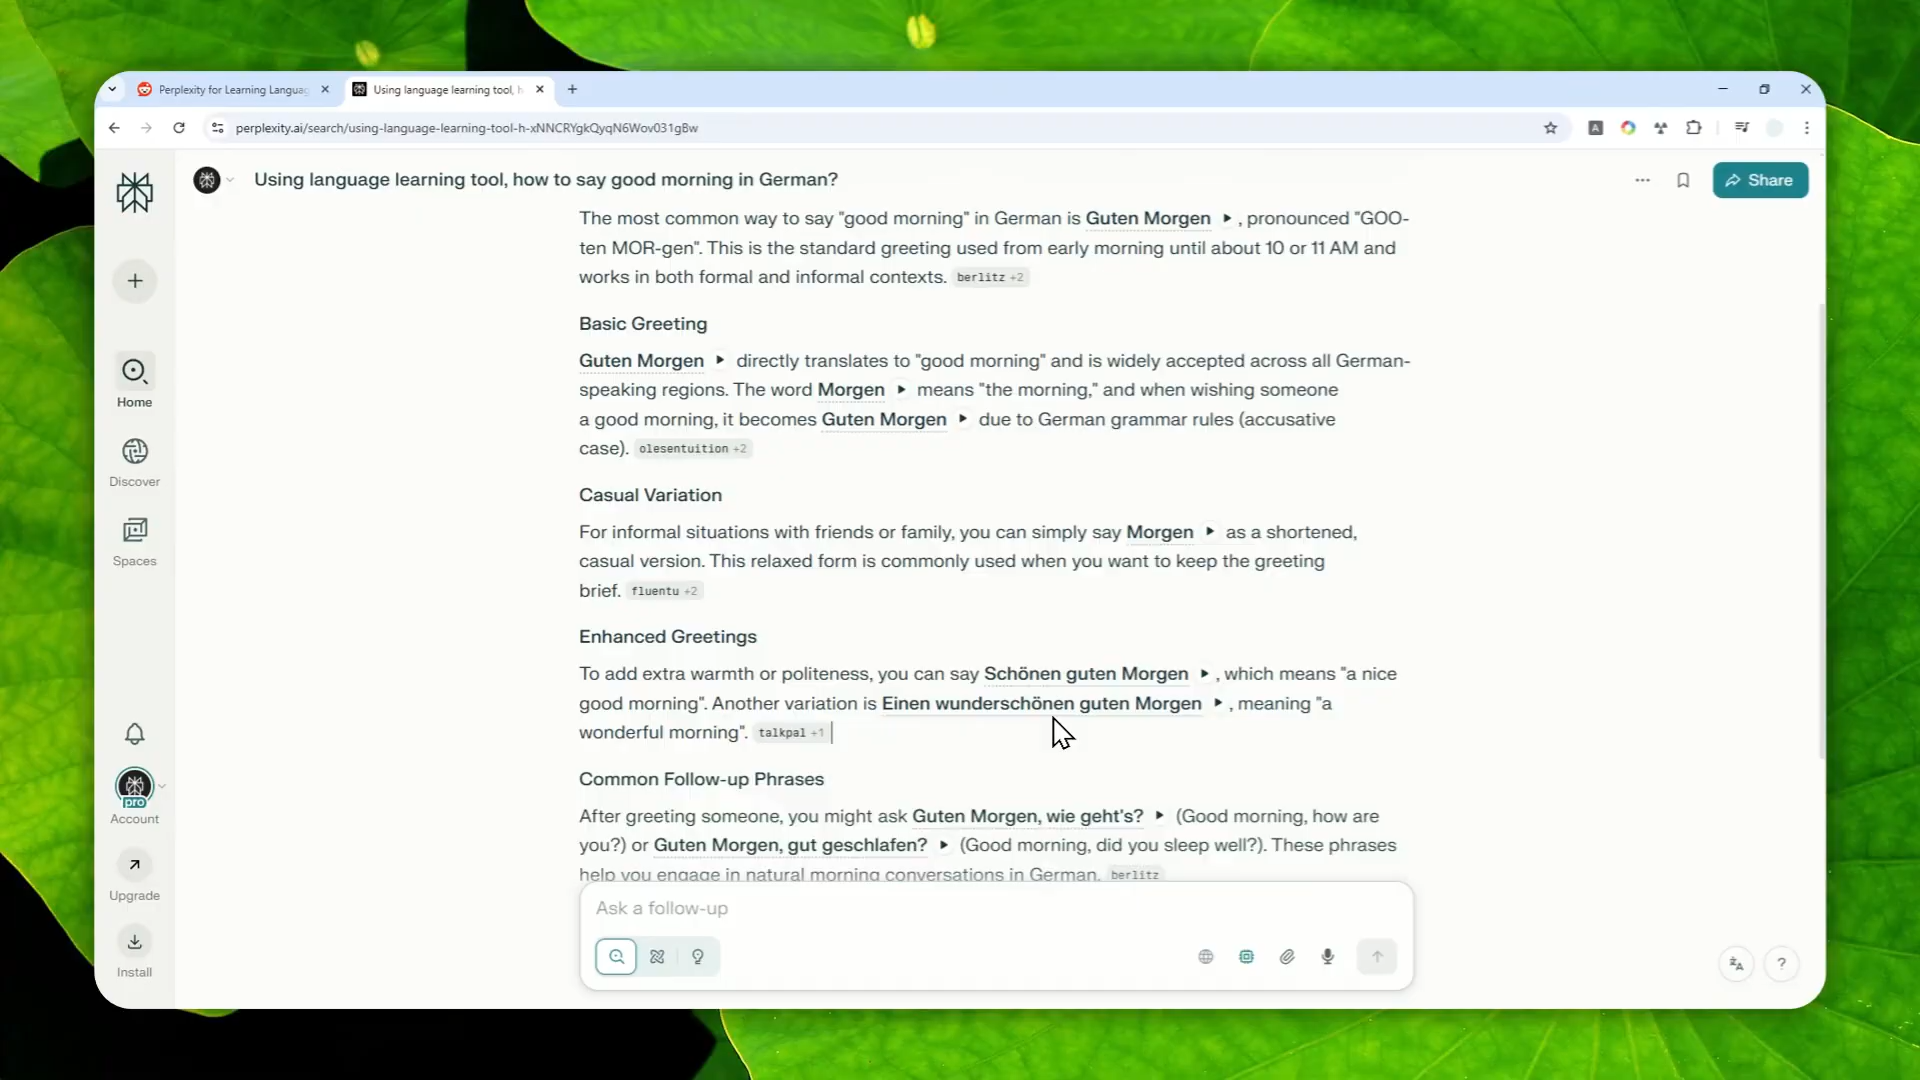 Perplexity for Learning Langua
Using language learning tool, h
perplexity.ai/search/using-language-learning-tool-h-xNNCRYgkQyqN6Wov031g8w
Using language learning tool, how to say good morning in German?
Share
The most common way to say "good morning" in German is Guten Morgen, pronounced "GOO-
ten MOR-gen". This is the standard greeting used from early morning until about 10 or 11 AM and
works in both formal and informal contexts. berlitz +2
Basic Greeting
Guten Morgen directly translates to "good morning" and is widely accepted across all German-
speaking regions. The word Morgen means "the morning," and when wishing someone
a good morning, it becomes Guten Morgen due to German grammar rules (accusative
case). olesentuition +2
Casual Variation
For informal situations with friends or family, you can simply say Morgen as a shortened,
casual version. This relaxed form is commonly used when you want to keep the greeting
brief. fluentu +2
Enhanced Greetings
To add extra warmth or politeness, you can say Schönen guten Morgen, which means "a nice
good morning". Another variation is Einen wunderschönen guten Morgen, meaning "a
wonderful morning". talkpal +1
Common Follow-up Phrases
After greeting someone, you might ask Guten Morgen, wie geht's? (Good morning, how are
you?) or Guten Morgen, gut geschlafen? (Good morning, did you sleep well?). These phrases
help you engage in natural morning conversations in German. berlitz
Ask a follow-up
Home
Discover
Spaces
pro
Account
Upgrade
Install
A
?